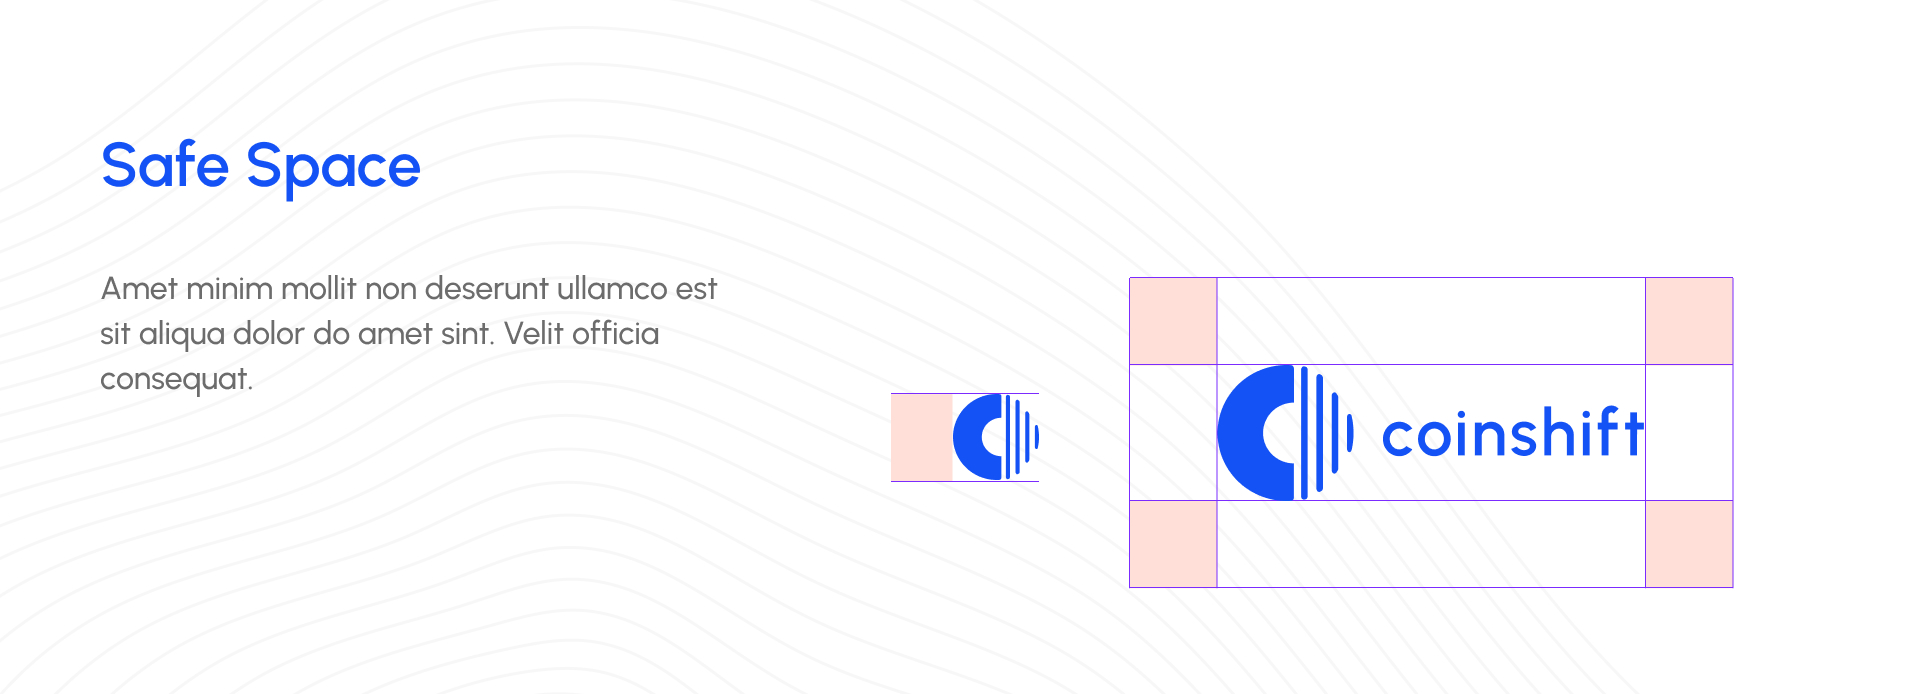 Safe Space
Amet minim mollit non deserunt ullamco est
sit aliqua dolor do amet sint. Velit officia
consequat.
coinshift